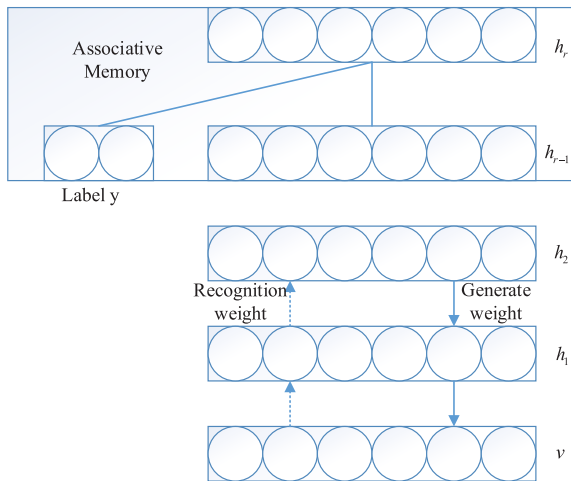 Associative
Memory
h_r
h_{r-1}
Label y
h_2
Recognition
weight
Generate
weight
h_1
v